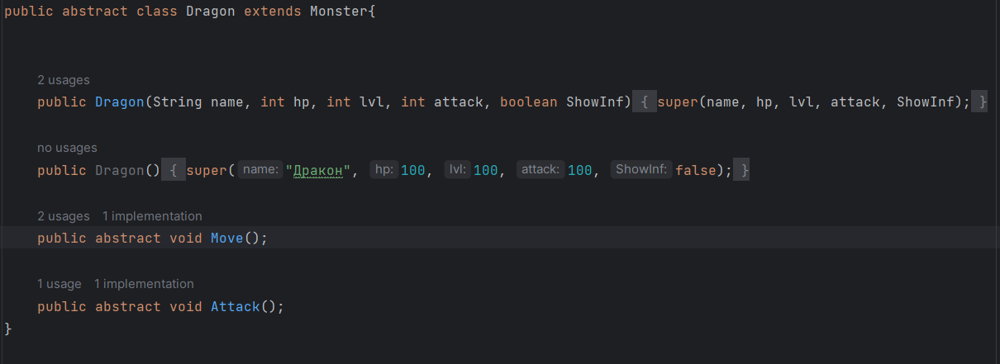 public abstract class Dragon extends Monster{
2 usages
public Dragon(String name, int hp, int lvl, int attack, boolean ShowInf) { super(name, hp, lvl, attack, ShowInf); }
no usages
public Dragon() { super( name: "Дракон", hp: 100, lvl: 100, attack: 100, ShowInf: false); }
2 usages 1 implementation
public abstract void Move();
1 usage 1 implementation
public abstract void Attack();
}